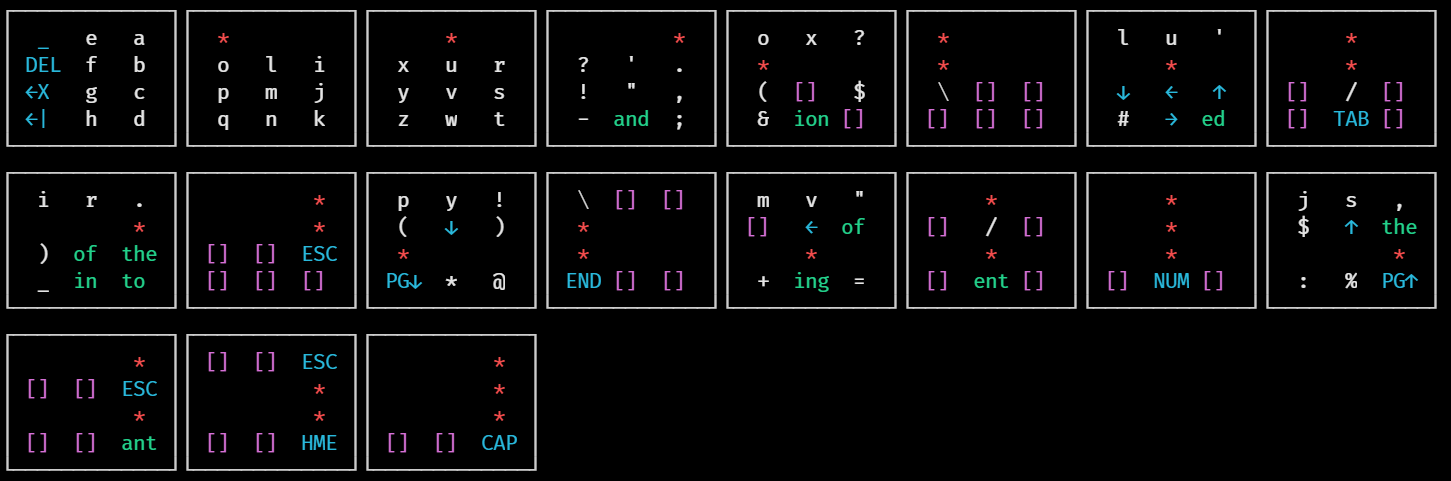 _ e a
DEL f b
←X g c
←| h d
*
o l i
p m j
q n k
*
x u r
y v s
z w t
*
? ' .
! " ,
- and ;
o x ?
*
( [] $
& ion []
*
*
\ [] []
[] [] []
l u '
*
↓ ← ↑
# → ed
*
*
[] / []
[] TAB []
i r .
*
) of the
_ in to
*
*
[] [] ESC
[] [] []
p y !
( ↓ )
*
PG↓ * @
\ [] []
*
*
END [] []
m v "
[] ← of
*
+ ing =
*
[] / []
*
[] ent []
*
*
*
[] NUM []
j s ,
$ ↑ the
*
: % PG↑
*
[] [] ESC
*
[] [] ant
[] [] ESC
*
*
[] [] HME
*
*
*
[] [] CAP